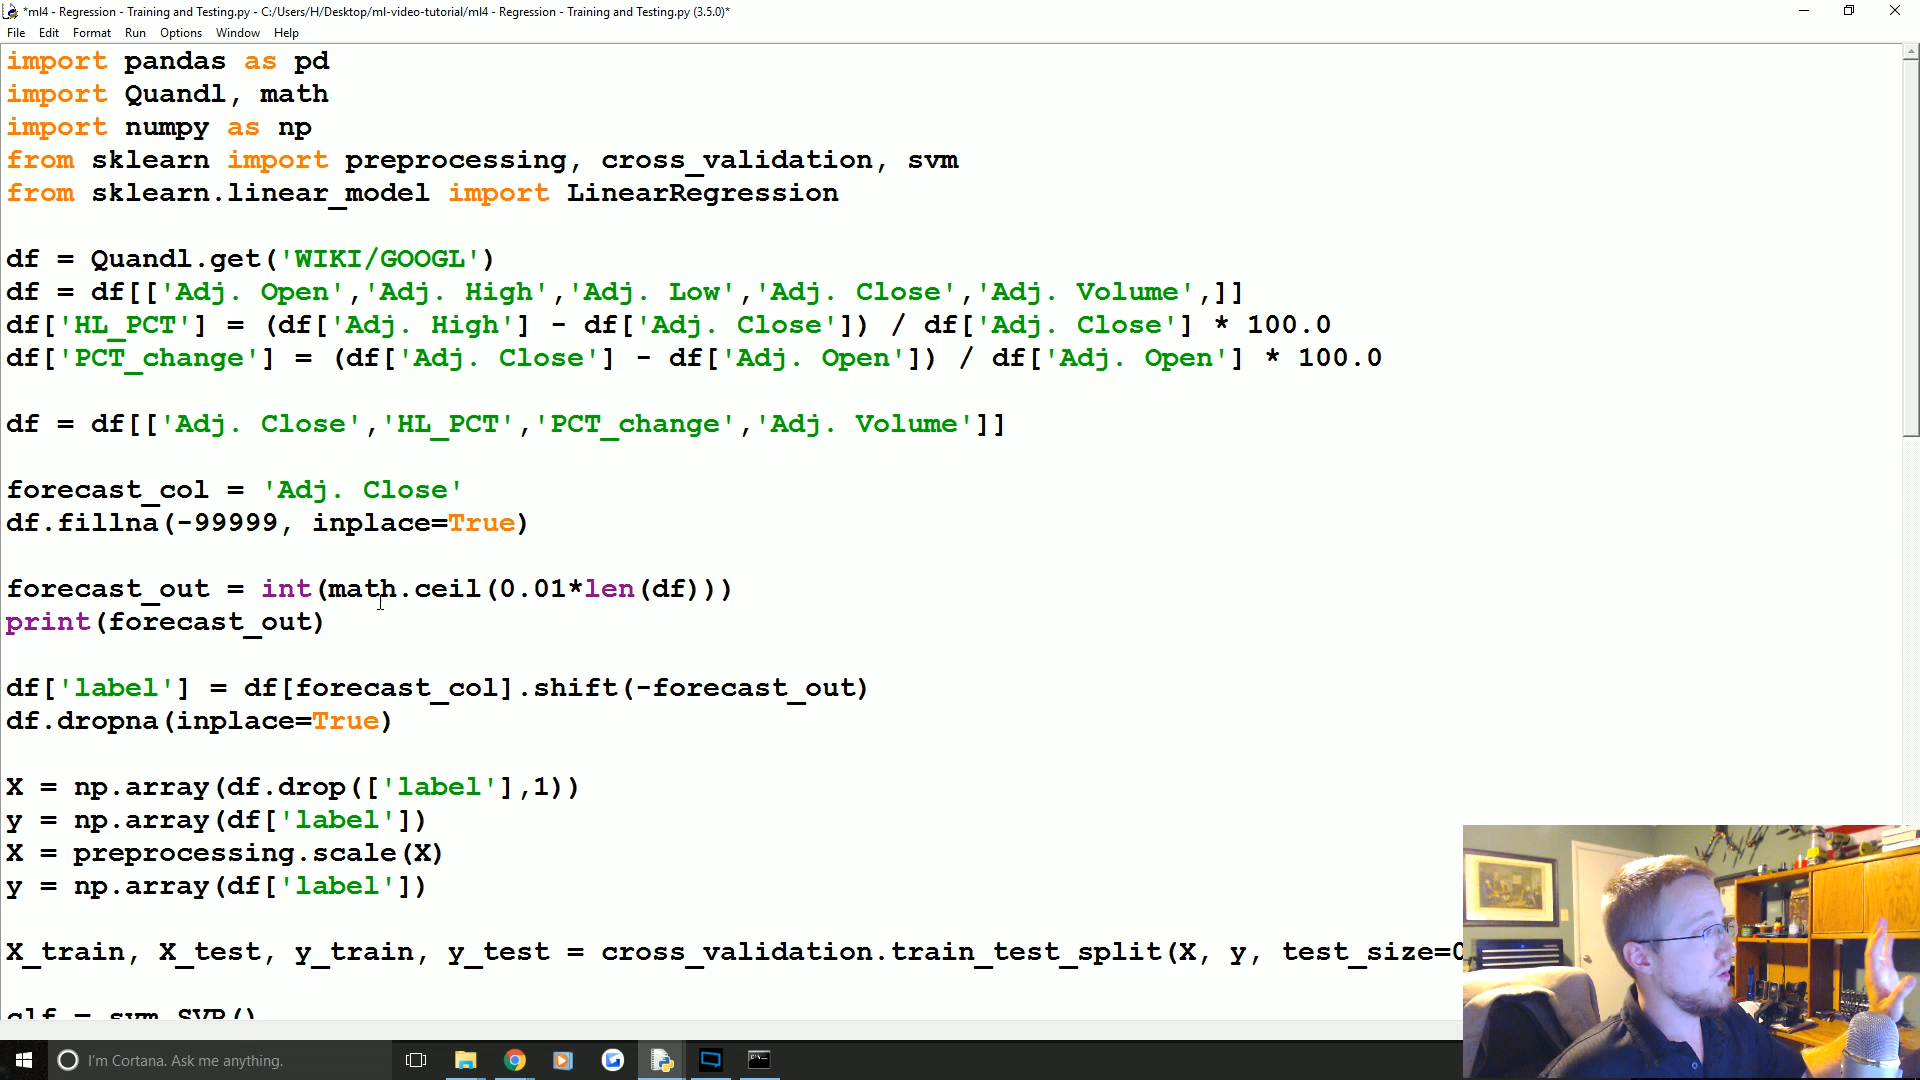 *ml4 - Regression - Training and Testing.py - C:/Users/H/Desktop/ml-video-tutorial/ml4 - Regression - Training and Testing.py (3.5.0)*
File Edit Format Run Options Window Help
import pandas as pd
import Quandl, math
import numpy as np
from sklearn import preprocessing, cross_validation, svm
from sklearn.linear_model import LinearRegression
df = Quandl.get('WIKI/GOOGL')
df = df[['Adj. Open','Adj. High','Adj. Low','Adj. Close','Adj. Volume',]]
df['HL_PCT'] = (df['Adj. High'] - df['Adj. Close']) / df['Adj. Close'] * 100.0
df['PCT_change'] = (df['Adj. Close'] - df['Adj. Open']) / df['Adj. Open'] * 100.0
df = df[['Adj. Close','HL_PCT','PCT_change','Adj. Volume']]
forecast_col = 'Adj. Close'
df.fillna(-99999, inplace=True)
forecast_out = int(math.ceil(0.01*len(df)))
print(forecast_out)
df['label'] = df[forecast_col].shift(-forecast_out)
df.dropna(inplace=True)
X = np.array(df.drop(['label'],1))
y = np.array(df['label'])
X = preprocessing.scale(X)
y = np.array(df['label'])
X_train, X_test, y_train, y_test = cross_validation.train_test_split(X, y, test_size=0
clf = svm.SVR()
I'm Cortana. Ask me anything.